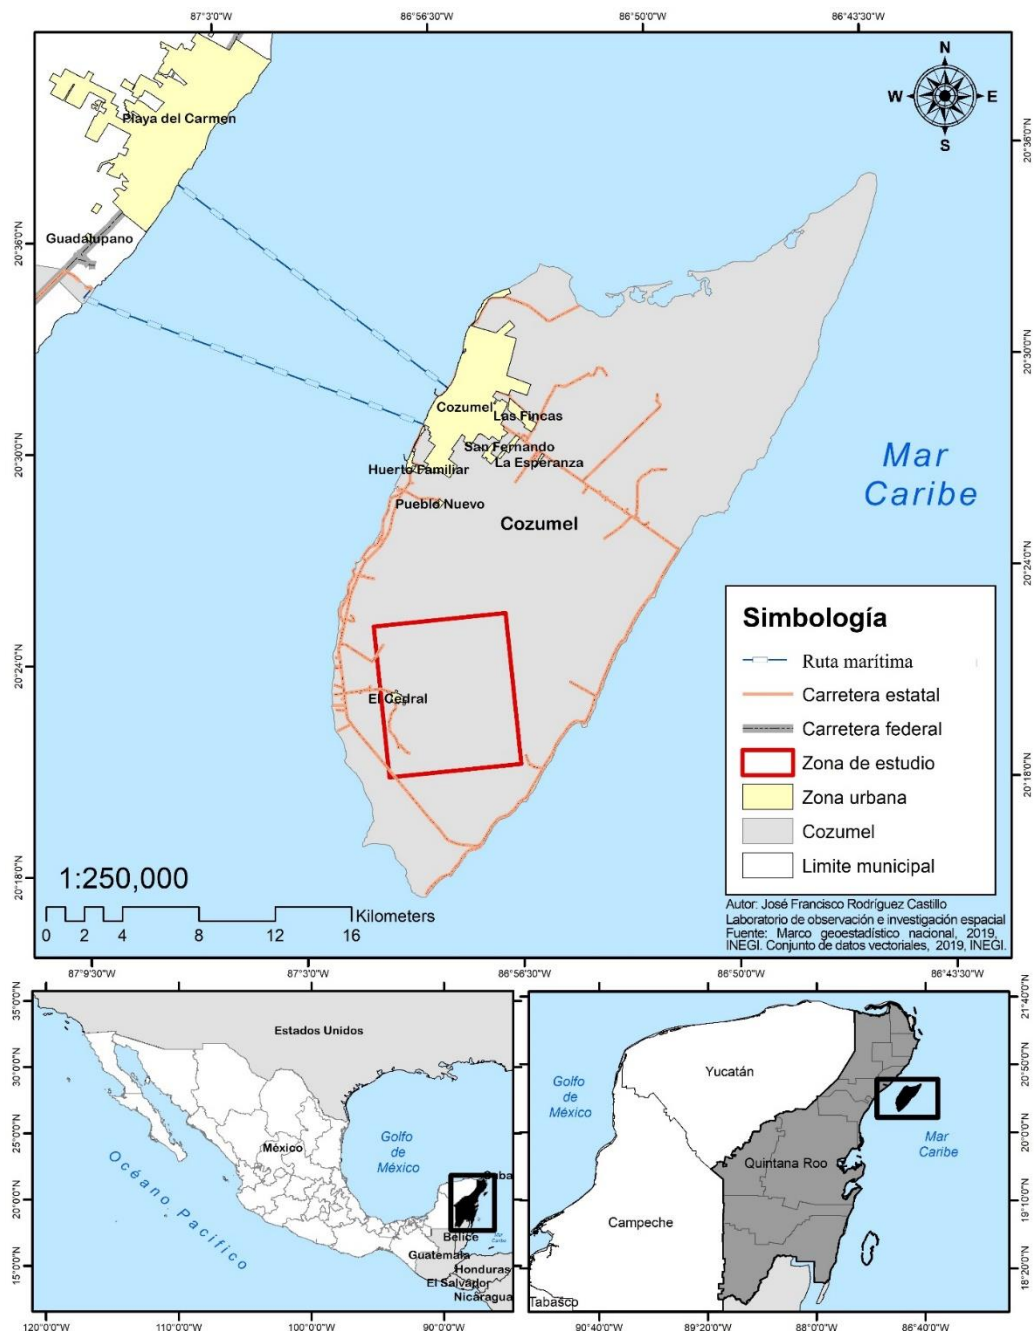 87°3'0"W
86°56'30"W
86°50'0"W
86°43'30"W
N
W
E
S
Playa del Carmen
20°36'0"N
Guadalupano
20°36'0"N
20°30'0"N
Cozumel
Las Fincas
San Fernando
La Esperanza
20°30'0"N
Huerto Familiar
Pueblo Nuevo
Cozumel
Mar
Caribe
20°24'0"N
20°24'0"N
El Cedral
20°18'0"N
20°18'0"N
Simbología
Ruta marítima
Carretera estatal
Carretera federal
Zona de estudio
Zona urbana
Cozumel
Limite municipal
1:250,000
Kilometers
0 2 4 8 12 16
Autor: José Francisco Rodríguez Castillo
Laboratorio de observación e investigación espacial
Fuente: Marco geoestadístico nacional, 2019,
INEGI. Conjunto de datos vectoriales, 2019, INEGI.
87°9'30"W
87°3'0"W
86°56'30"W
86°50'0"W
86°43'30"W
35°0'0"N
30°0'0"N
25°0'0"N
20°0'0"N
15°0'0"N
Estados Unidos
Golfo
de
México
México
Océano Pacífico
Belice
Mar
Caribe
Guatemala
Honduras
El Salvador
Nicaragua
120°0'0"W
110°0'0"W
100°0'0"W
90°0'0"W
Golfo
de
México
Yucatán
Quintana Roo
Mar
Caribe
Campeche
Tabasco
21°40'0"N
20°50'0"N
20°0'0"N
19°10'0"N
18°20'0"N
90°40'0"W
89°20'0"W
88°0'0"W
86°40'0"W